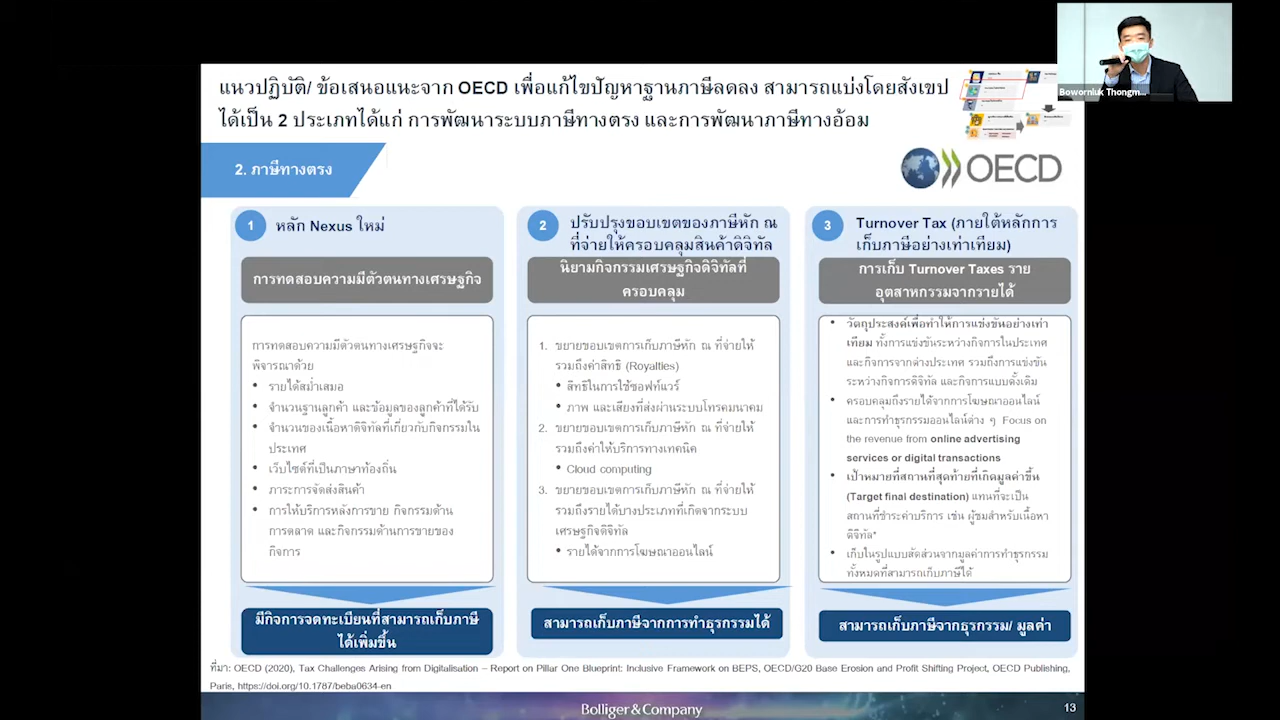 แนวปฏิบัติ/ ข้อเสนอแนะจาก OECD เพื่อแก้ไขปัญหาฐานภาษีลดลง สามารถแบ่งโดยสังเขป
ได้เป็น 2 ประเภทได้แก่ การพัฒนาระบบภาษีทางตรง และการพัฒนาภาษีทางอ้อม
Bowornluk Thongm...
2. ภาษีทางตรง
OECD
1 หลัก Nexus ใหม่
การทดสอบความมีตัวตนทางเศรษฐกิจ
การทดสอบความมีตัวตนทางเศรษฐกิจจะ
พิจารณาด้วย
• รายได้สม่ำเสมอ
• จำนวนฐานลูกค้า และข้อมูลของลูกค้าที่ได้รับ
• จำนวนของเนื้อหาดิจิทัลที่เกี่ยวกับกิจกรรมใน
ประเทศ
• เว็บไซต์ที่เป็นภาษาท้องถิ่น
• ภาระการจัดส่งสินค้า
• การให้บริการหลังการขาย กิจกรรมด้าน
การตลาด และกิจกรรมด้านการขายของ
กิจการ
มีกิจการจดทะเบียนที่สามารถเก็บภาษี
ได้เพิ่มขึ้น
2 ปรับปรุงขอบเขตของภาษีหัก ณ
ที่จ่ายให้ครอบคลุมสินค้าดิจิทัล
นิยามกิจกรรมเศรษฐกิจดิจิทัลที่
ครอบคลุม
1. ขยายขอบเขตการเก็บภาษีหัก ณ ที่จ่ายให้
รวมถึงค่าสิทธิ (Royalties)
• สิทธิในการใช้ซอฟท์แวร์
• ภาพ และเสียงที่ส่งผ่านระบบโทรคมนาคม
2. ขยายขอบเขตการเก็บภาษีหัก ณ ที่จ่ายให้
รวมถึงค่าให้บริการทางเทคนิค
• Cloud computing
3. ขยายขอบเขตการเก็บภาษีหัก ณ ที่จ่ายให้
รวมถึงรายได้บางประเภทที่เกิดจากระบบ
เศรษฐกิจดิจิทัล
• รายได้จากการโฆษณาออนไลน์
สามารถเก็บภาษีจากการทำธุรกรรมได้
3 Turnover Tax (ภายใต้หลักการ
เก็บภาษีอย่างเท่าเทียม)
การเก็บ Turnover Taxes ราย
อุตสาหกรรมจากรายได้
• วัตถุประสงค์เพื่อทำให้การแข่งขันอย่างเท่า
เทียม ทั้งการแข่งขันระหว่างกิจการในประเทศ
และกิจการจากต่างประเทศ รวมถึงการแข่งขัน
ระหว่างกิจการดิจิทัล และกิจการแบบดั้งเดิม
• ครอบคลุมถึงรายได้จากการโฆษณาออนไลน์
และการทำธุรกรรมออนไลน์ต่าง ๆ Focus on
the revenue from online advertising
services or digital transactions
• เป้าหมายที่สถานที่สุดท้ายที่เกิดมูลค่าขึ้น
(Target final destination) แทนที่จะเป็น
สถานที่ชำระค่าบริการ เช่น ผู้ชมสำหรับเนื้อหา
ดิจิทัล*
• เก็บในรูปแบบสัดส่วนจากมูลค่าการทำธุรกรรม
ทั้งหมดที่สามารถเก็บภาษีได้
สามารถเก็บภาษีจากธุรกรรม/ มูลค่า
ที่มา: OECD (2020), Tax Challenges Arising from Digitalisation – Report on Pillar One Blueprint: Inclusive Framework on BEPS, OECD/G20 Base Erosion and Profit Shifting Project, OECD Publishing,
Paris, https://doi.org/10.1787/beba0634-en
Bolliger & Company
13